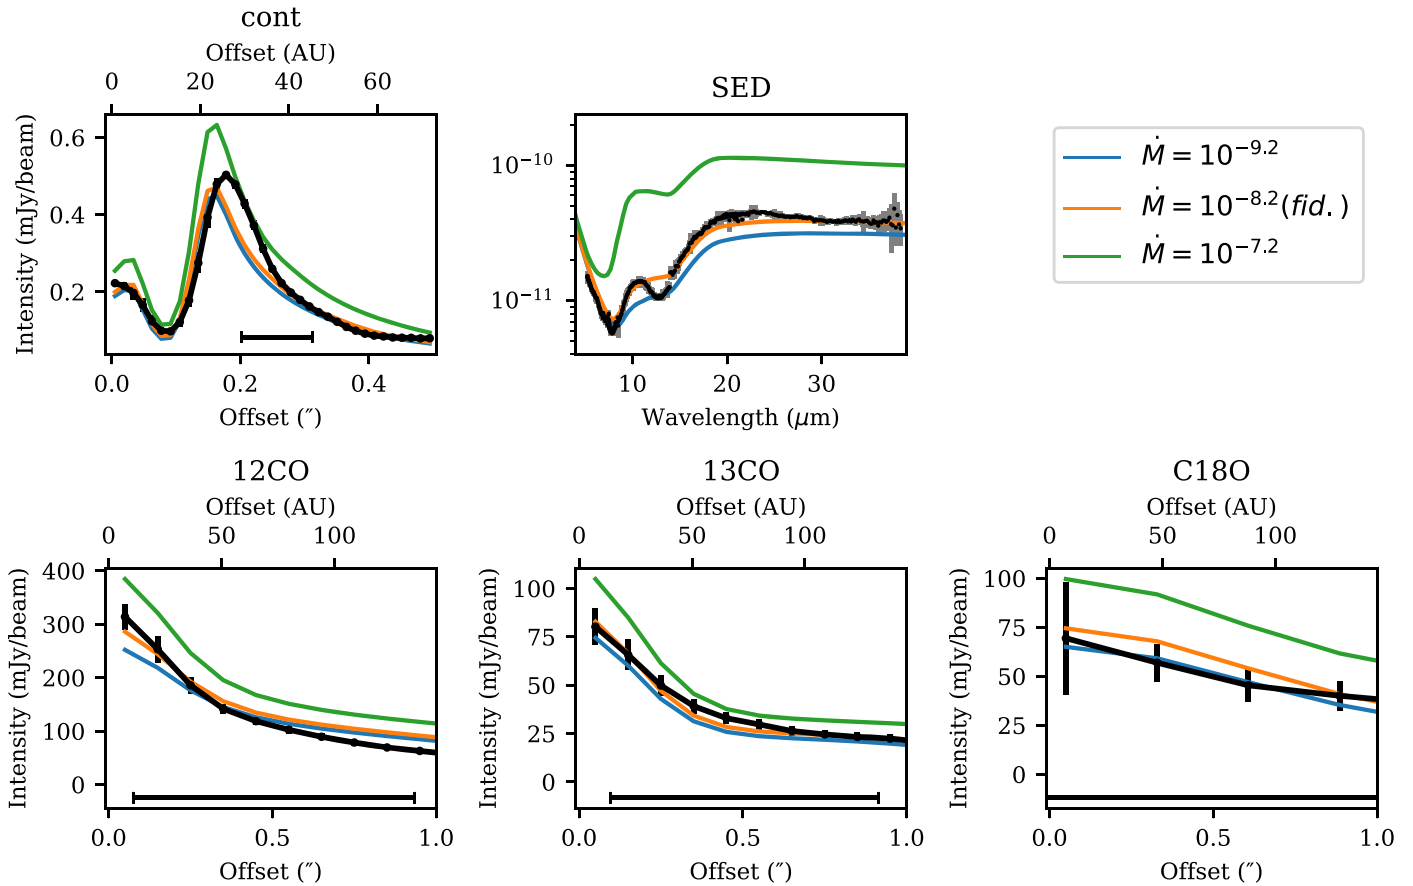 cont
Offset (AU)
0 20 40 60
Intensity (mJy/beam)
0.6
0.4
0.2
0.0 0.2 0.4
Offset (″)
SED
10⁻¹⁰
10⁻¹¹
10 20 30
Wavelength (μm)
Ṁ = 10⁻⁹·²
Ṁ = 10⁻⁸·²(fid.)
Ṁ = 10⁻⁷·²
12CO
Offset (AU)
0 50 100
Intensity (mJy/beam)
400
300
200
100
0
0.0 0.5 1.0
Offset (″)
13CO
Offset (AU)
0 50 100
Intensity (mJy/beam)
100
75
50
25
0
0.0 0.5 1.0
Offset (″)
C18O
Offset (AU)
0 50 100
Intensity (mJy/beam)
100
75
50
25
0
0.0 0.5 1.0
Offset (″)